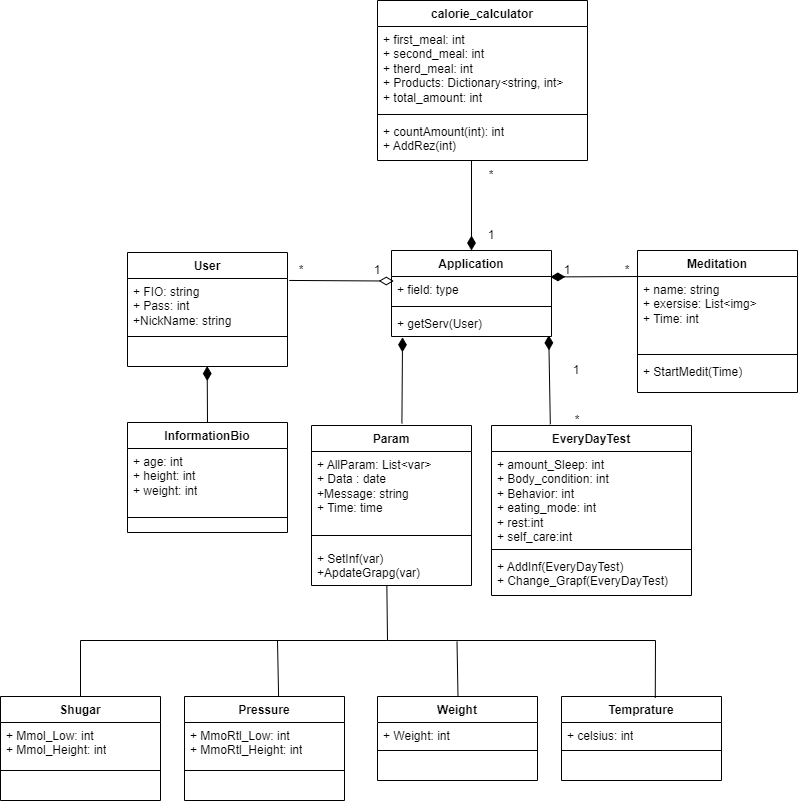 calorie_calculator
+ first_meal: int
+ second_meal: int
+ therd_meal: int
+ Products: Dictionary<string, int>
+ total_amount: int
+ countAmount(int): int
+ AddRez(int)
*
1
User
+ FIO: string
+ Pass: int
+NickName: string
*
1
Application
+ field: type
+ getServ(User)
1
*
Meditation
+ name: string
+ exersise: List<img>
+ Time: int
+ StartMedit(Time)
1
*
InformationBio
+ age: int
+ height: int
+ weight: int
Param
+ AllParam: List<var>
+ Data : date
+Message: string
+ Time: time
+ SetInf(var)
+ApdateGrapg(var)
EveryDayTest
+ amount_Sleep: int
+ Body_condition: int
+ Behavior: int
+ eating_mode: int
+ rest:int
+ self_care:int
+ AddInf(EveryDayTest)
+ Change_Grapf(EveryDayTest)
Shugar
+ Mmol_Low: int
+ Mmol_Height: int
Pressure
+ MmoRtl_Low: int
+ MmoRtl_Height: int
Weight
+ Weight: int
Temprature
+ celsius: int